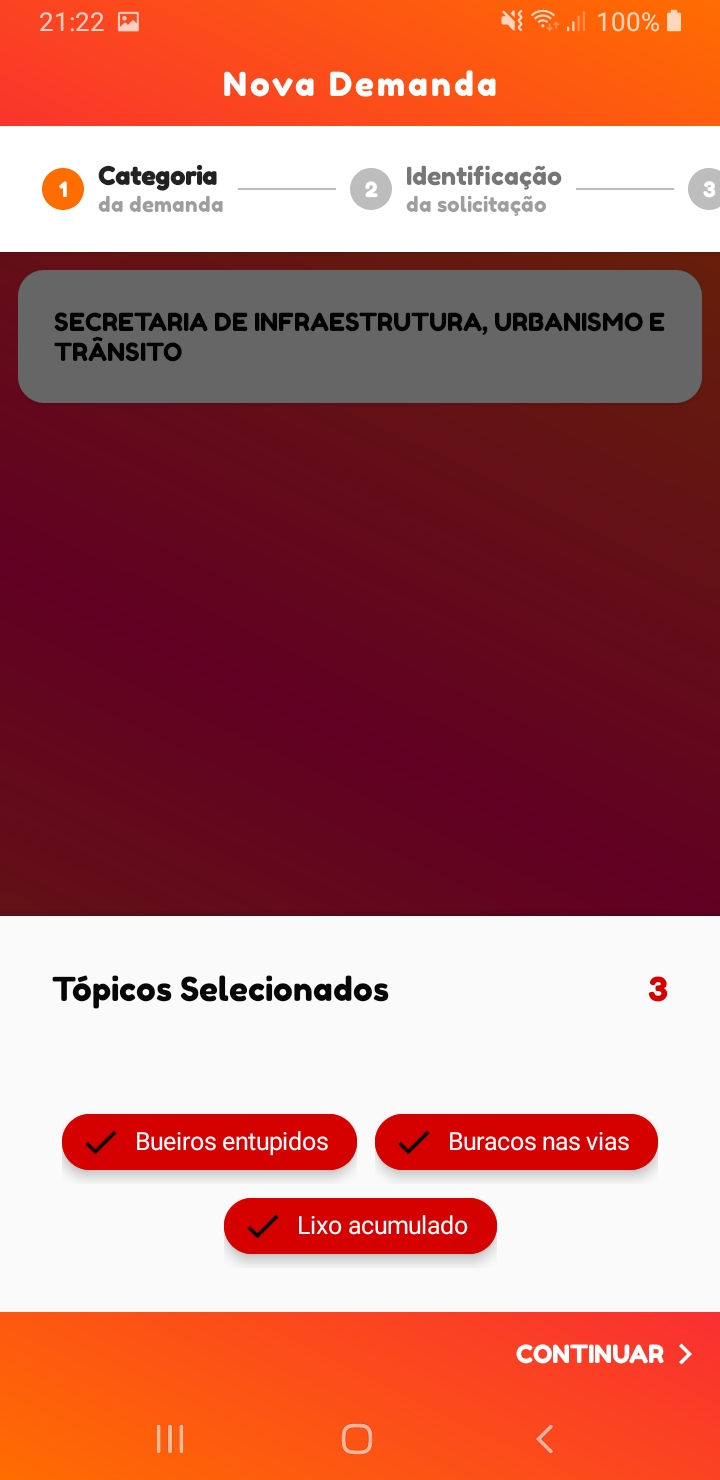 21:22
100%
Nova Demanda
1
Categoria
da demanda
2
Identificação
da solicitação
3
SECRETARIA DE INFRAESTRUTURA, URBANISMO E
TRÂNSITO
Tópicos Selecionados
3
Bueiros entupidos
Buracos nas vias
Lixo acumulado
CONTINUAR